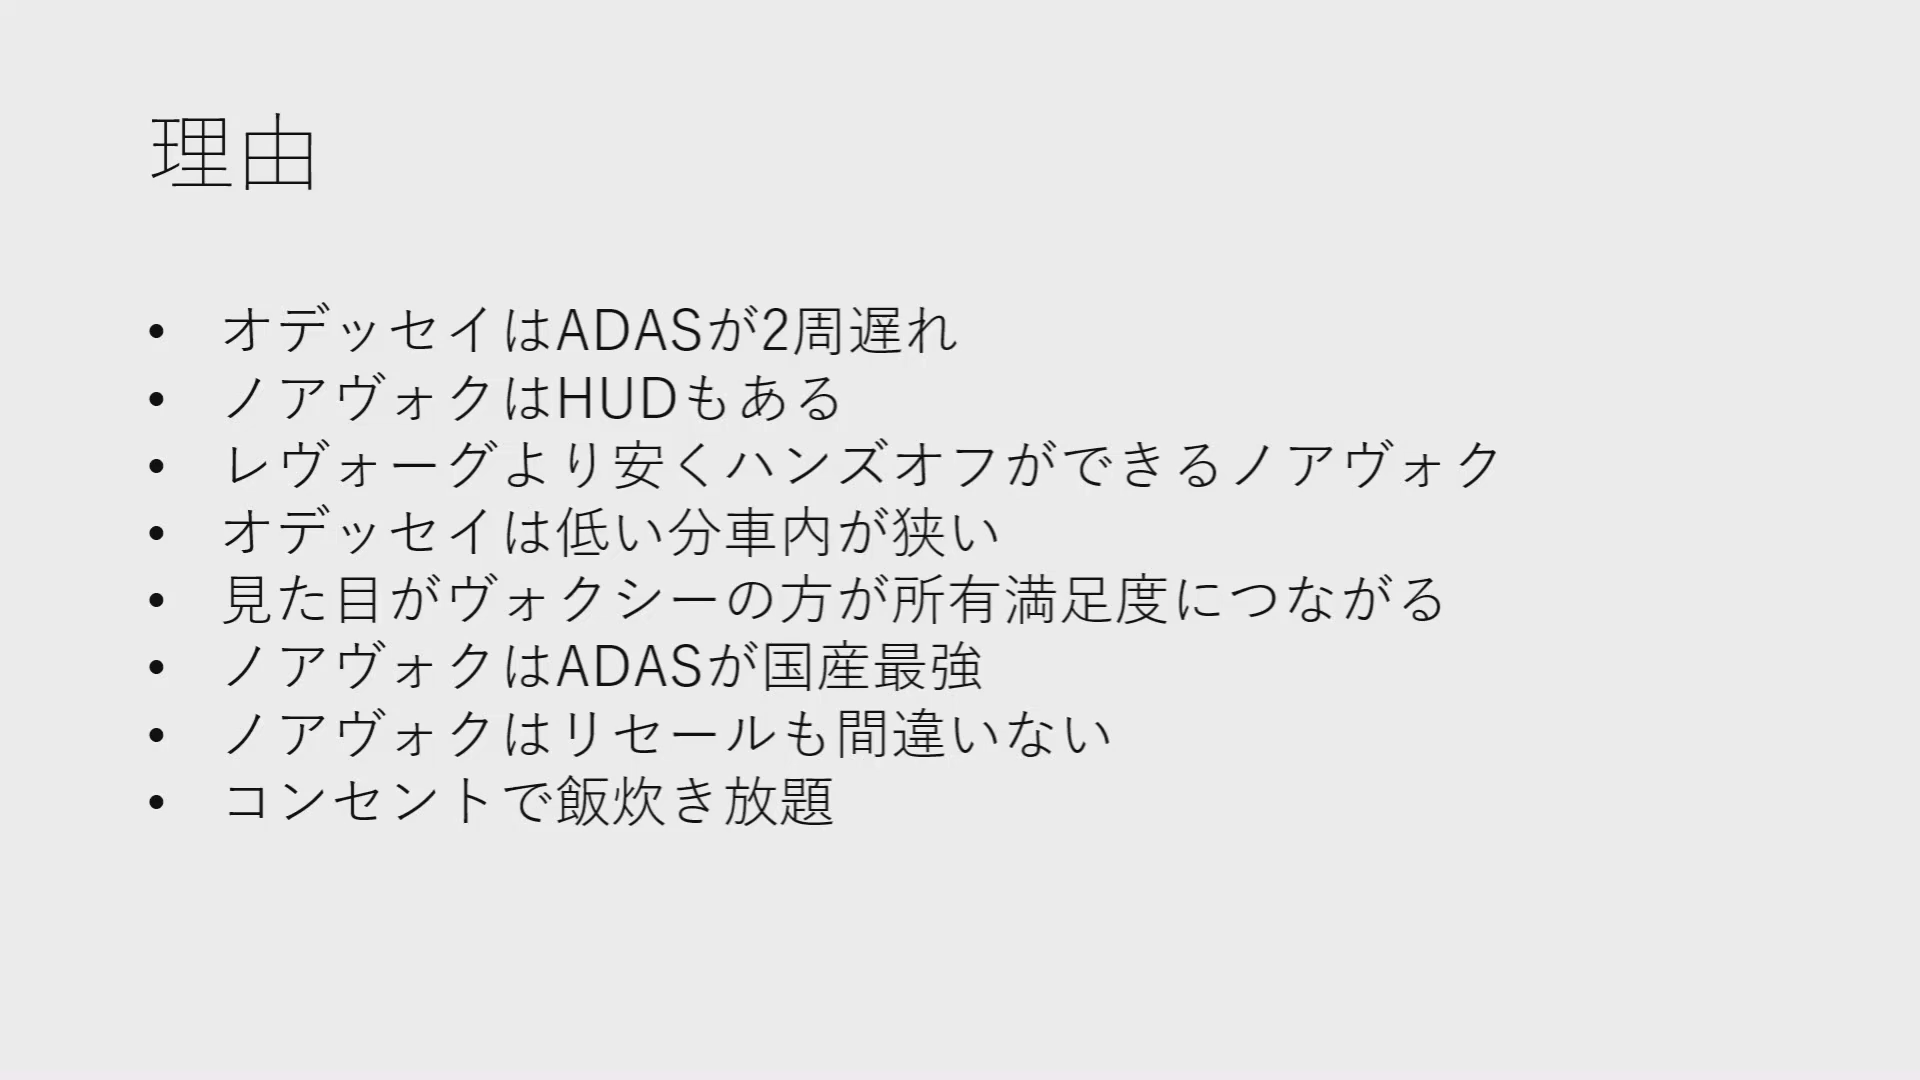 理由
• オデッセイはADASが2周遅れ
• ノアヴォクはHUDもある
• レヴォーグより安くハンズオフができるノアヴォク
• オデッセイは低い分車内が狭い
• 見た目がヴォクシーの方が所有満足度につながる
• ノアヴォクはADASが国産最強
• ノアヴォクはリセールも間違いない
• コンセントで飯炊き放題